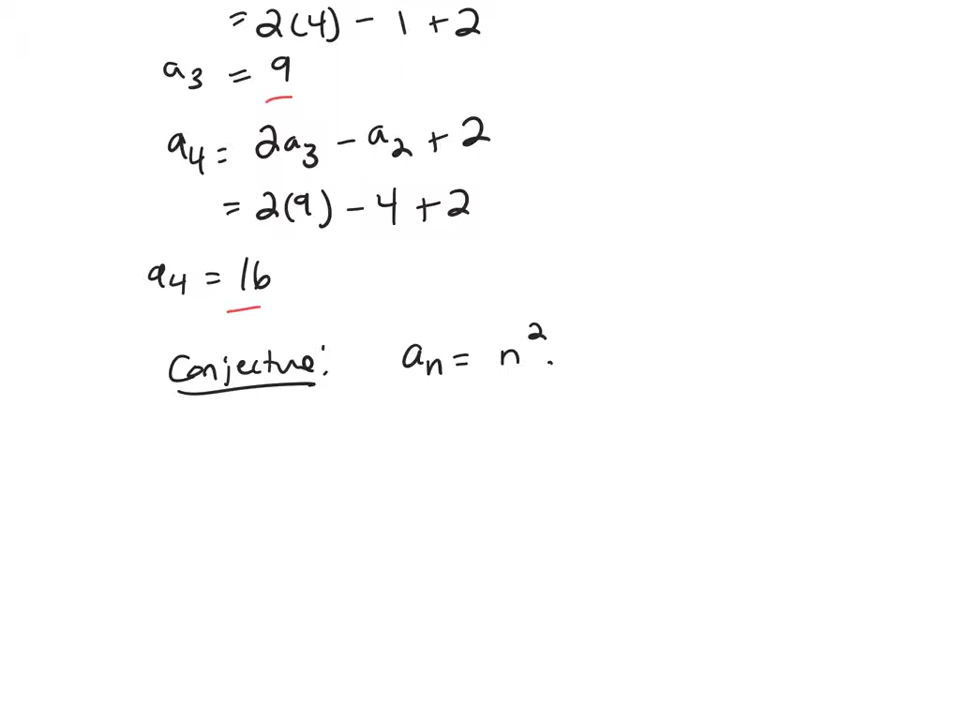 = 2(4) - 1 + 2
a₃ = 9
a₄ = 2a₃ - a₂ + 2
= 2(9) - 4 + 2
a₄ = 16
Conjecture: aₙ = n².